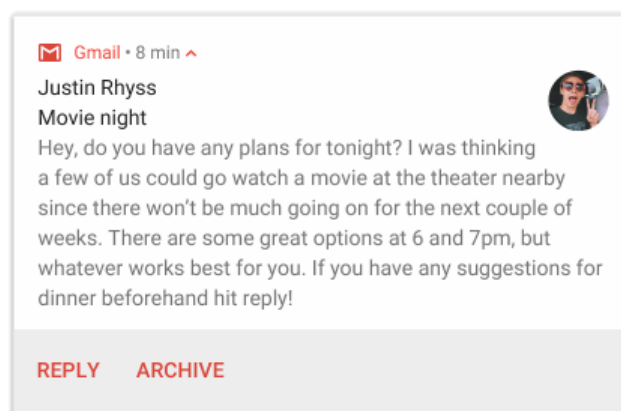 Gmail • 8 min
Justin Rhyss
Movie night
Hey, do you have any plans for tonight? I was thinking
a few of us could go watch a movie at the theater nearby
since there won’t be much going on for the next couple of
weeks. There are some great options at 6 and 7pm, but
whatever works best for you. If you have any suggestions for
dinner beforehand hit reply!
REPLY ARCHIVE